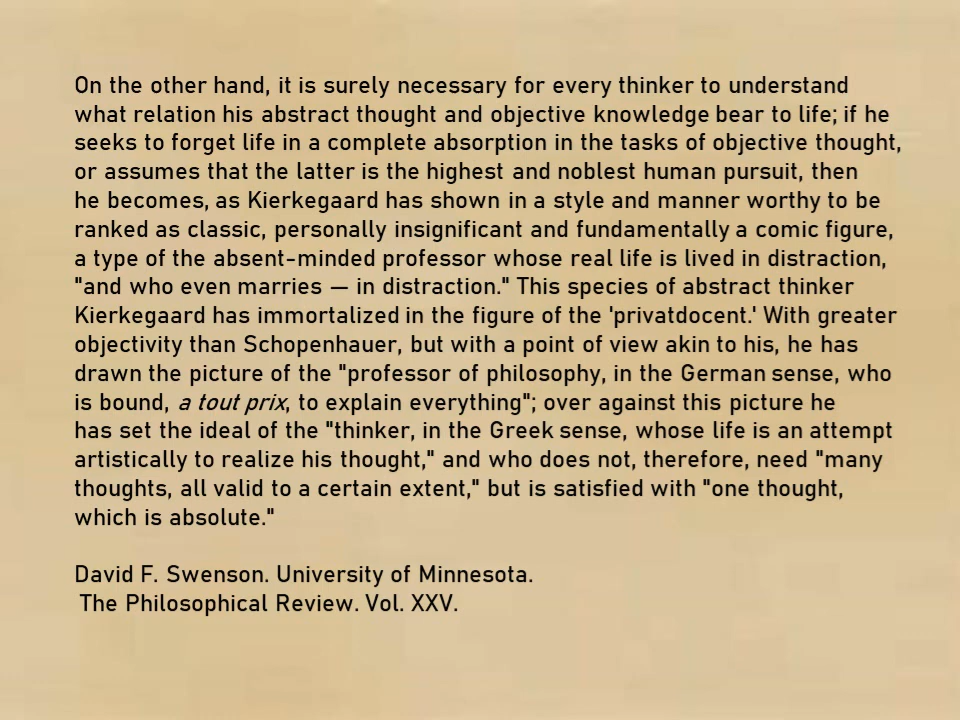 On the other hand, it is surely necessary for every thinker to understand
what relation his abstract thought and objective knowledge bear to life; if he
seeks to forget life in a complete absorption in the tasks of objective thought,
or assumes that the latter is the highest and noblest human pursuit, then
he becomes, as Kierkegaard has shown in a style and manner worthy to be
ranked as classic, personally insignificant and fundamentally a comic figure,
a type of the absent-minded professor whose real life is lived in distraction,
"and who even marries — in distraction." This species of abstract thinker
Kierkegaard has immortalized in the figure of the 'privatdocent.' With greater
objectivity than Schopenhauer, but with a point of view akin to his, he has
drawn the picture of the "professor of philosophy, in the German sense, who
is bound, a tout prix, to explain everything"; over against this picture he
has set the ideal of the "thinker, in the Greek sense, whose life is an attempt
artistically to realize his thought," and who does not, therefore, need "many
thoughts, all valid to a certain extent," but is satisfied with "one thought,
which is absolute."
David F. Swenson. University of Minnesota.
The Philosophical Review. Vol. XXV.